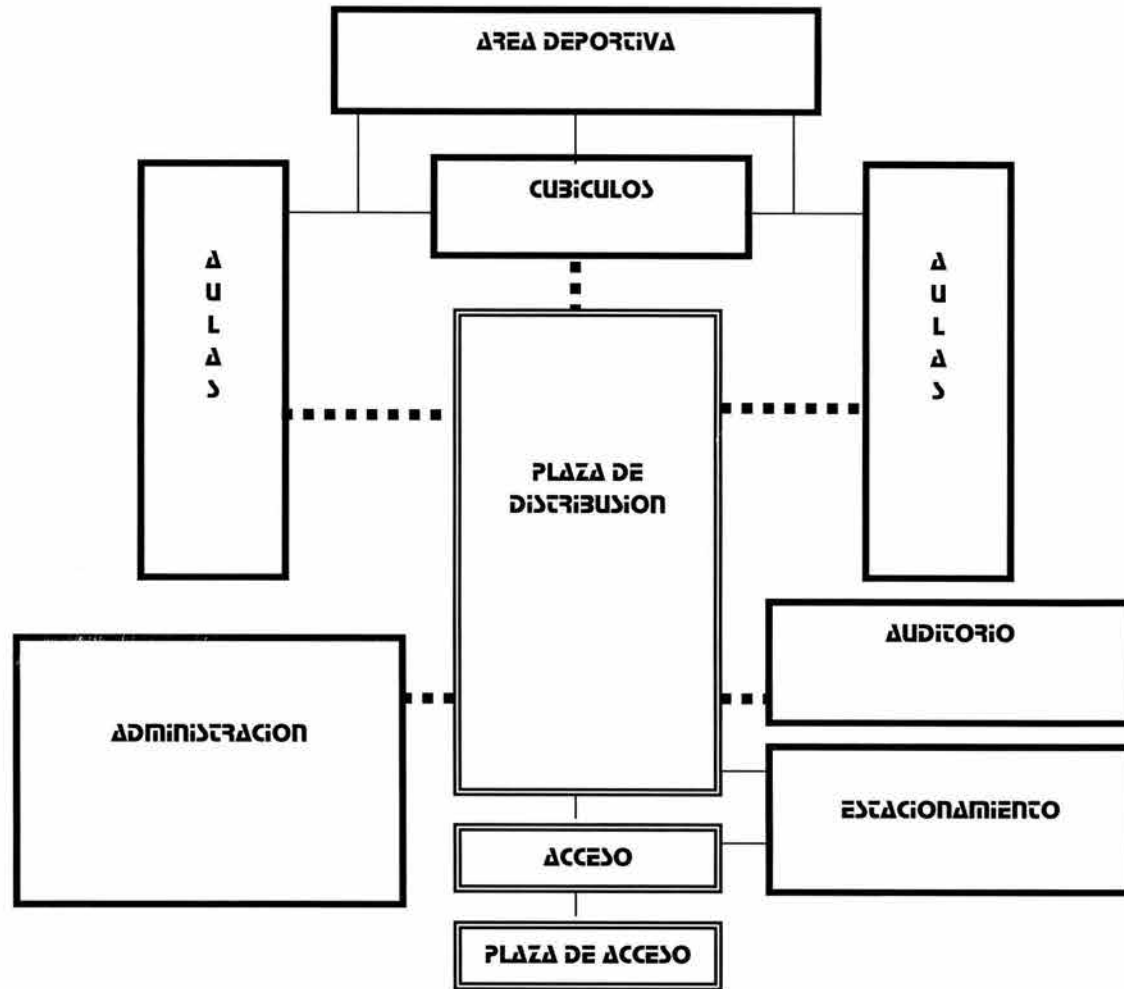 AREA DEPORTIVA
CUBiCULOS
A
U
L
A
S
A
U
L
A
S
PLAZA DE
DISTRIBUSION
AUDITORIO
ADMINISTRACION
ESTACIONAMIENTO
ACCESO
PLAZA DE ACCESO